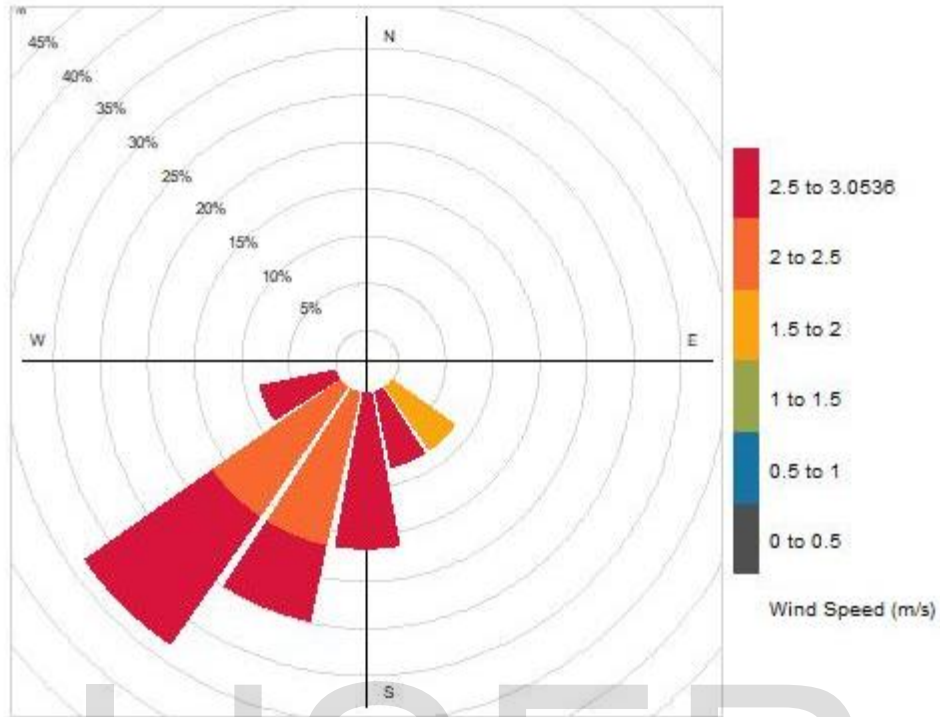 45%
40%
35%
30%
25%
20%
15%
10%
5%
N
W
E
S
2.5 to 3.0536
2 to 2.5
1.5 to 2
1 to 1.5
0.5 to 1
0 to 0.5
Wind Speed (m/s)